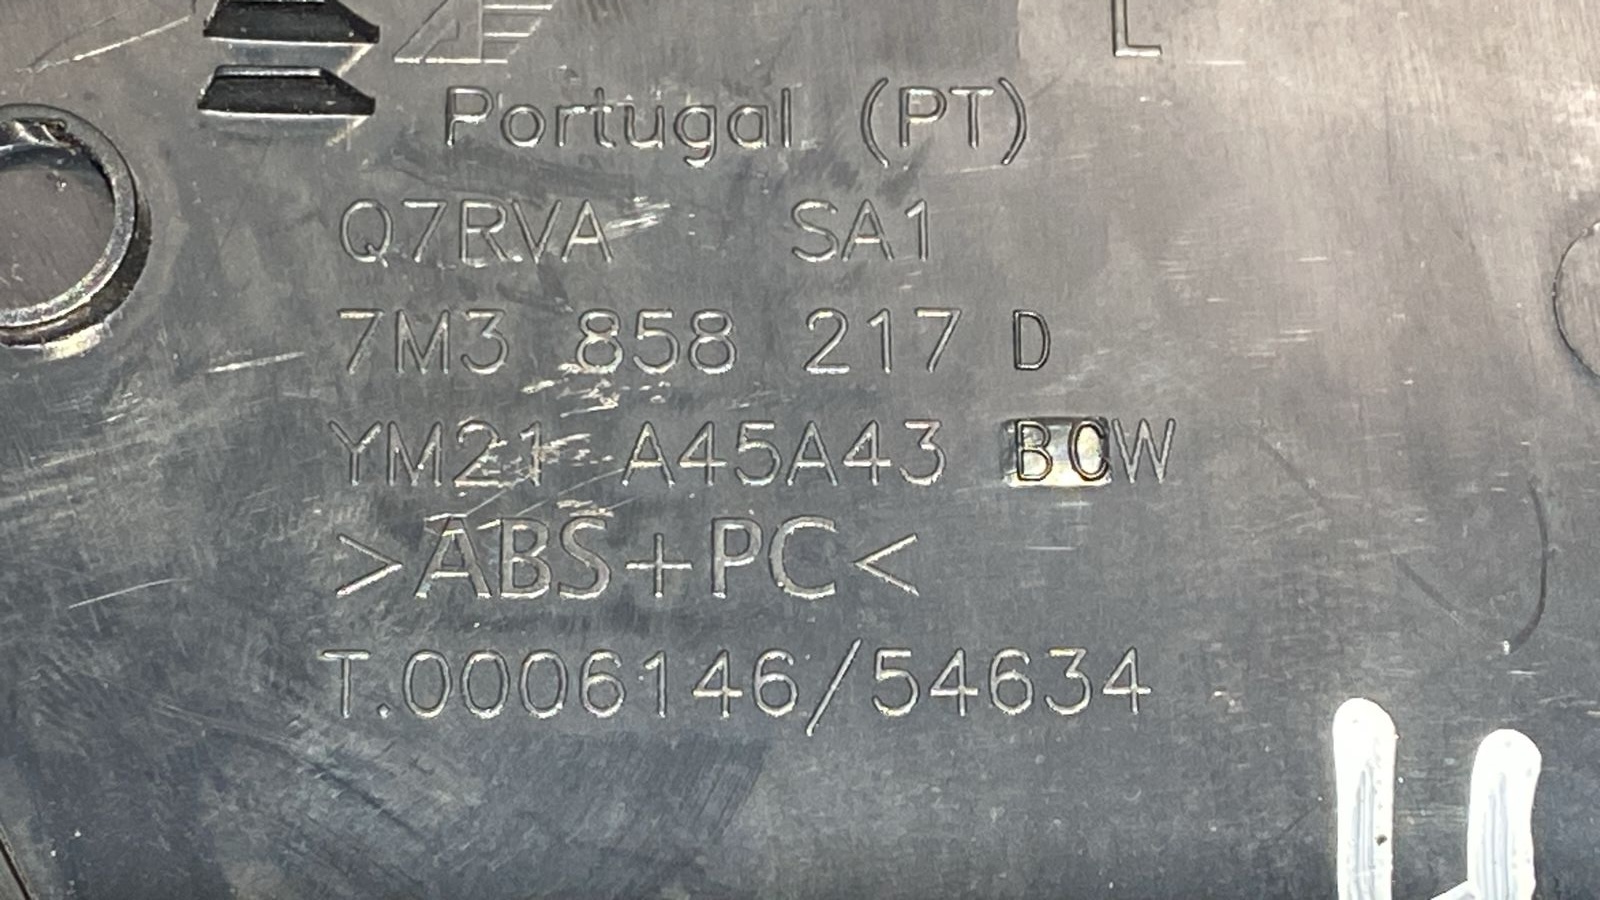 L
Portugal (PT)
Q7RVA SA1
7M3 858 217 D
YM21 A45A43 BCW
>ABS+PC<
T.0006146/54634